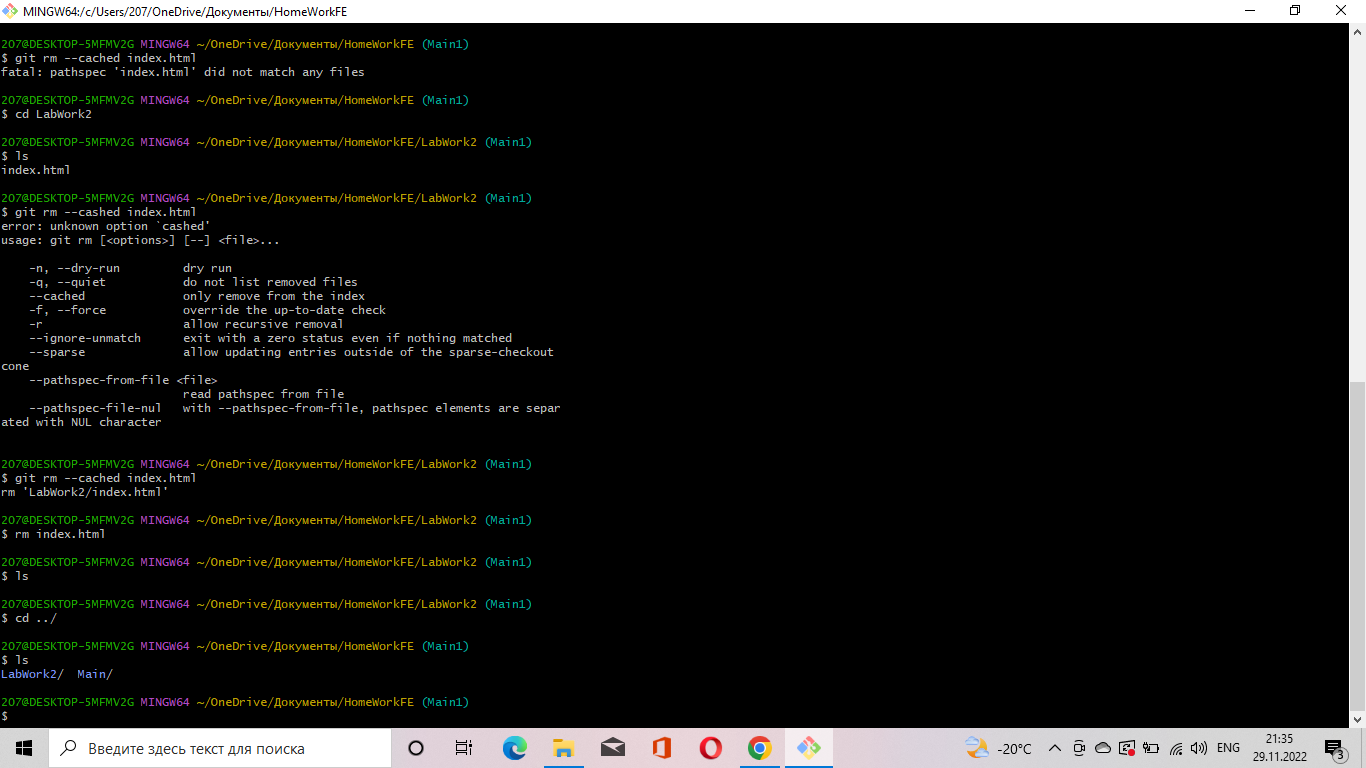 MINGW64:/c/Users/207/OneDrive/Документы/HomeWorkFE
207@DESKTOP-5MFMV2G MINGW64 ~/OneDrive/Документы/HomeWorkFE (Main1)
$ git rm --cached index.html
fatal: pathspec 'index.html' did not match any files
207@DESKTOP-5MFMV2G MINGW64 ~/OneDrive/Документы/HomeWorkFE (Main1)
$ cd LabWork2
207@DESKTOP-5MFMV2G MINGW64 ~/OneDrive/Документы/HomeWorkFE/LabWork2 (Main1)
$ ls
index.html
207@DESKTOP-5MFMV2G MINGW64 ~/OneDrive/Документы/HomeWorkFE/LabWork2 (Main1)
$ git rm --cashed index.html
error: unknown option `cashed'
usage: git rm [<options>] [--] <file>...
-n, --dry-run dry run
-q, --quiet do not list removed files
--cached only remove from the index
-f, --force override the up-to-date check
-r allow recursive removal
--ignore-unmatch exit with a zero status even if nothing matched
--sparse allow updating entries outside of the sparse-checkout
cone
--pathspec-from-file <file>
read pathspec from file
--pathspec-file-nul with --pathspec-from-file, pathspec elements are separ
ated with NUL character
207@DESKTOP-5MFMV2G MINGW64 ~/OneDrive/Документы/HomeWorkFE/LabWork2 (Main1)
$ git rm --cached index.html
rm 'LabWork2/index.html'
207@DESKTOP-5MFMV2G MINGW64 ~/OneDrive/Документы/HomeWorkFE/LabWork2 (Main1)
$ rm index.html
207@DESKTOP-5MFMV2G MINGW64 ~/OneDrive/Документы/HomeWorkFE/LabWork2 (Main1)
$ ls
207@DESKTOP-5MFMV2G MINGW64 ~/OneDrive/Документы/HomeWorkFE/LabWork2 (Main1)
$ cd ../
207@DESKTOP-5MFMV2G MINGW64 ~/OneDrive/Документы/HomeWorkFE (Main1)
$ ls
LabWork2/ Main/
207@DESKTOP-5MFMV2G MINGW64 ~/OneDrive/Документы/HomeWorkFE (Main1)
$
Введите здесь текст для поиска
-20°C
ENG
21:35
29.11.2022
3